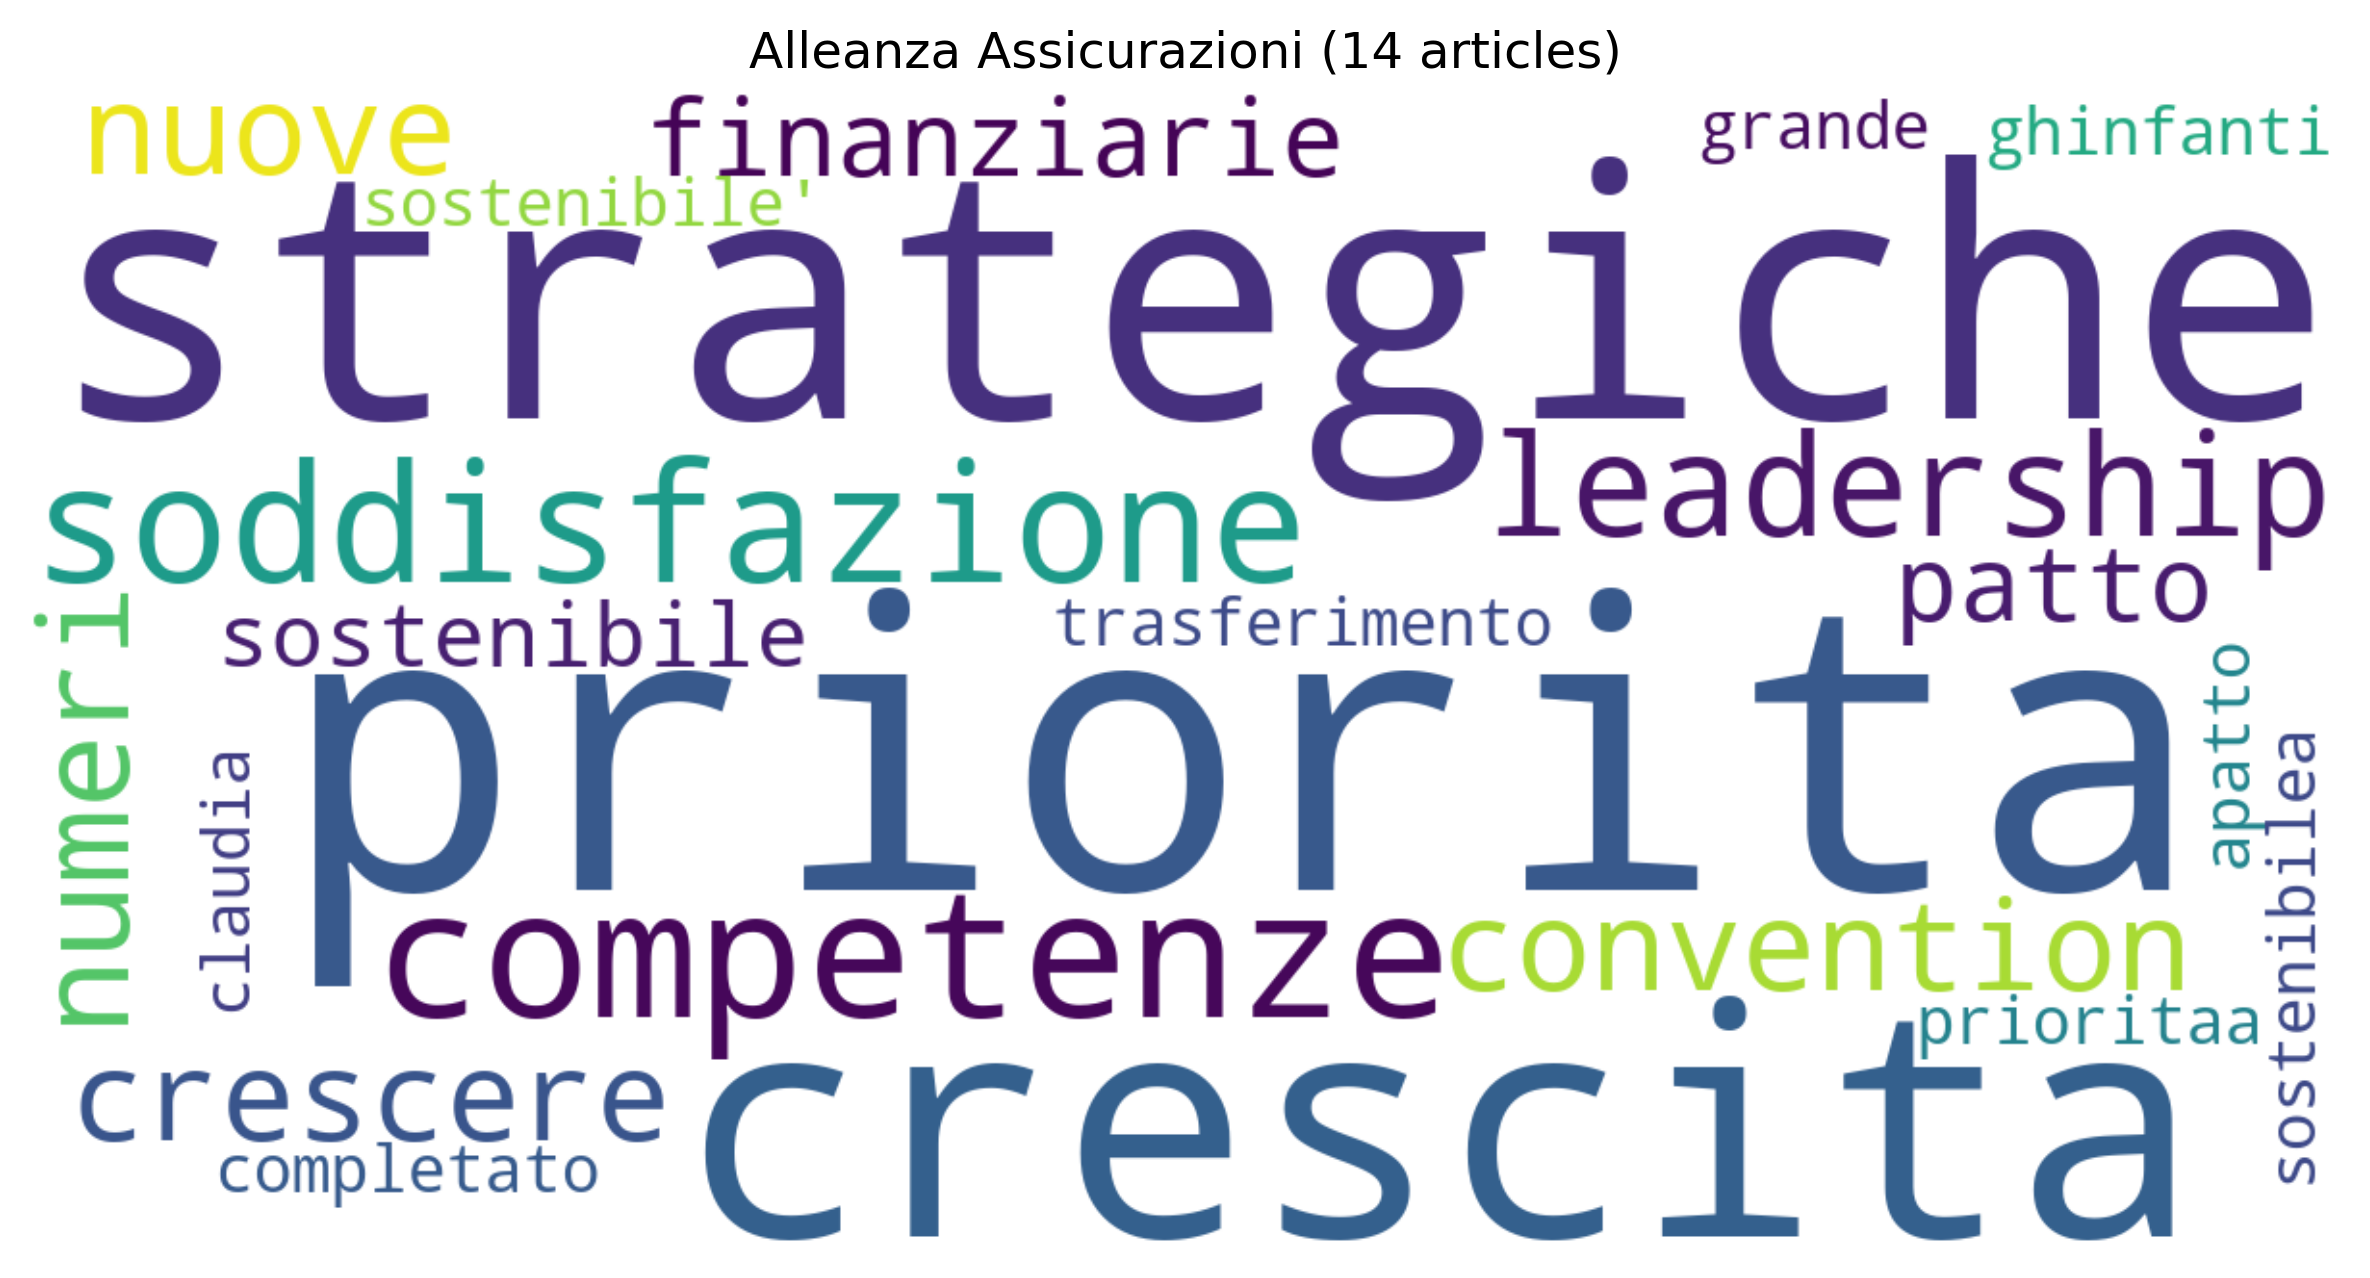 Alleanza Assicurazioni (14 articles)
nuove
finanziarie
grande
ghinfanti
sostenibile'
strategiche
soddisfazione
leadership
patto
numeri
sostenibile
trasferimento
priorita
apatto
claudia
sostenibilea
competenze
convention
prioritaa
crescere
crescita
completato